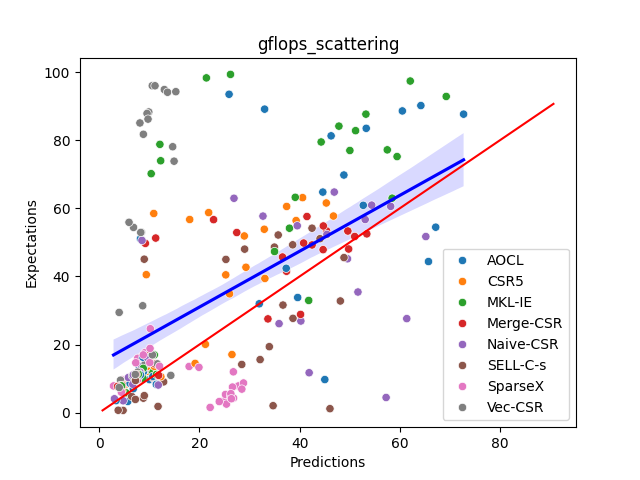 gflops_scattering
Expectations
100
80
60
40
20
0
0 20 40 60 80
Predictions
AOCL
CSR5
MKL-IE
Merge-CSR
Naive-CSR
SELL-C-s
SparseX
Vec-CSR